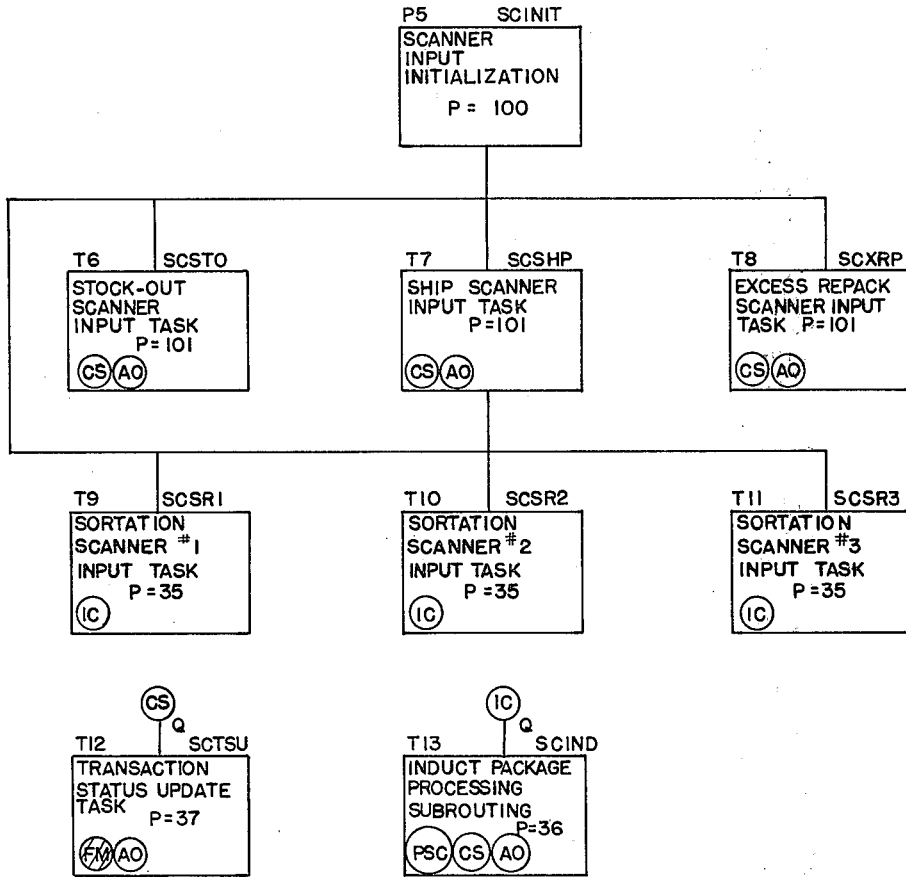 P5 SCINIT
SCANNER
INPUT
INITIALIZATION
P = 100
T6 SCSTO
STOCK-OUT
SCANNER
INPUT TASK
P=101
CS AO
T7 SCSHP
SHIP SCANNER
INPUT TASK
P=101
CS AO
T8 SCXRP
EXCESS REPACK
SCANNER INPUT
TASK P=101
CS AO
T9 SCSR1
SORTATION
SCANNER #1
INPUT TASK
P=35
IC
T10 SCSR2
SORTATION
SCANNER #2
INPUT TASK
P=35
IC
T11 SCSR3
SORTATION
SCANNER #3
INPUT TASK
P=35
IC
CS
Q
T12 SCTSU
TRANSACTION
STATUS UPDATE
TASK
P=37
FM AO
IC
Q
T13 SCIND
INDUCT PACKAGE
PROCESSING
SUBROUTING
P=36
PSC CS AO